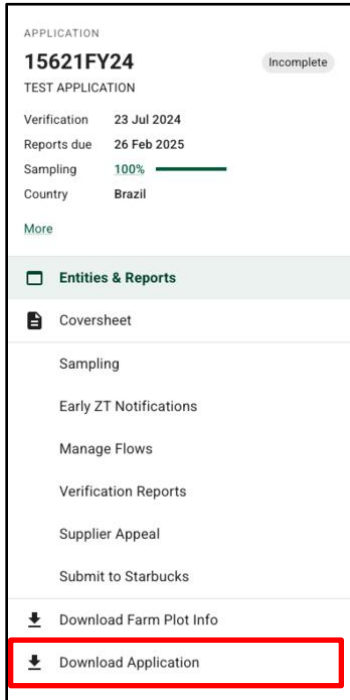 APPLICATION
15621FY24 Incomplete
TEST APPLICATION
Verification 23 Jul 2024
Reports due 26 Feb 2025
Sampling 100%
Country Brazil
More
Entities & Reports
Coversheet
Sampling
Early ZT Notifications
Manage Flows
Verification Reports
Supplier Appeal
Submit to Starbucks
Download Farm Plot Info
Download Application